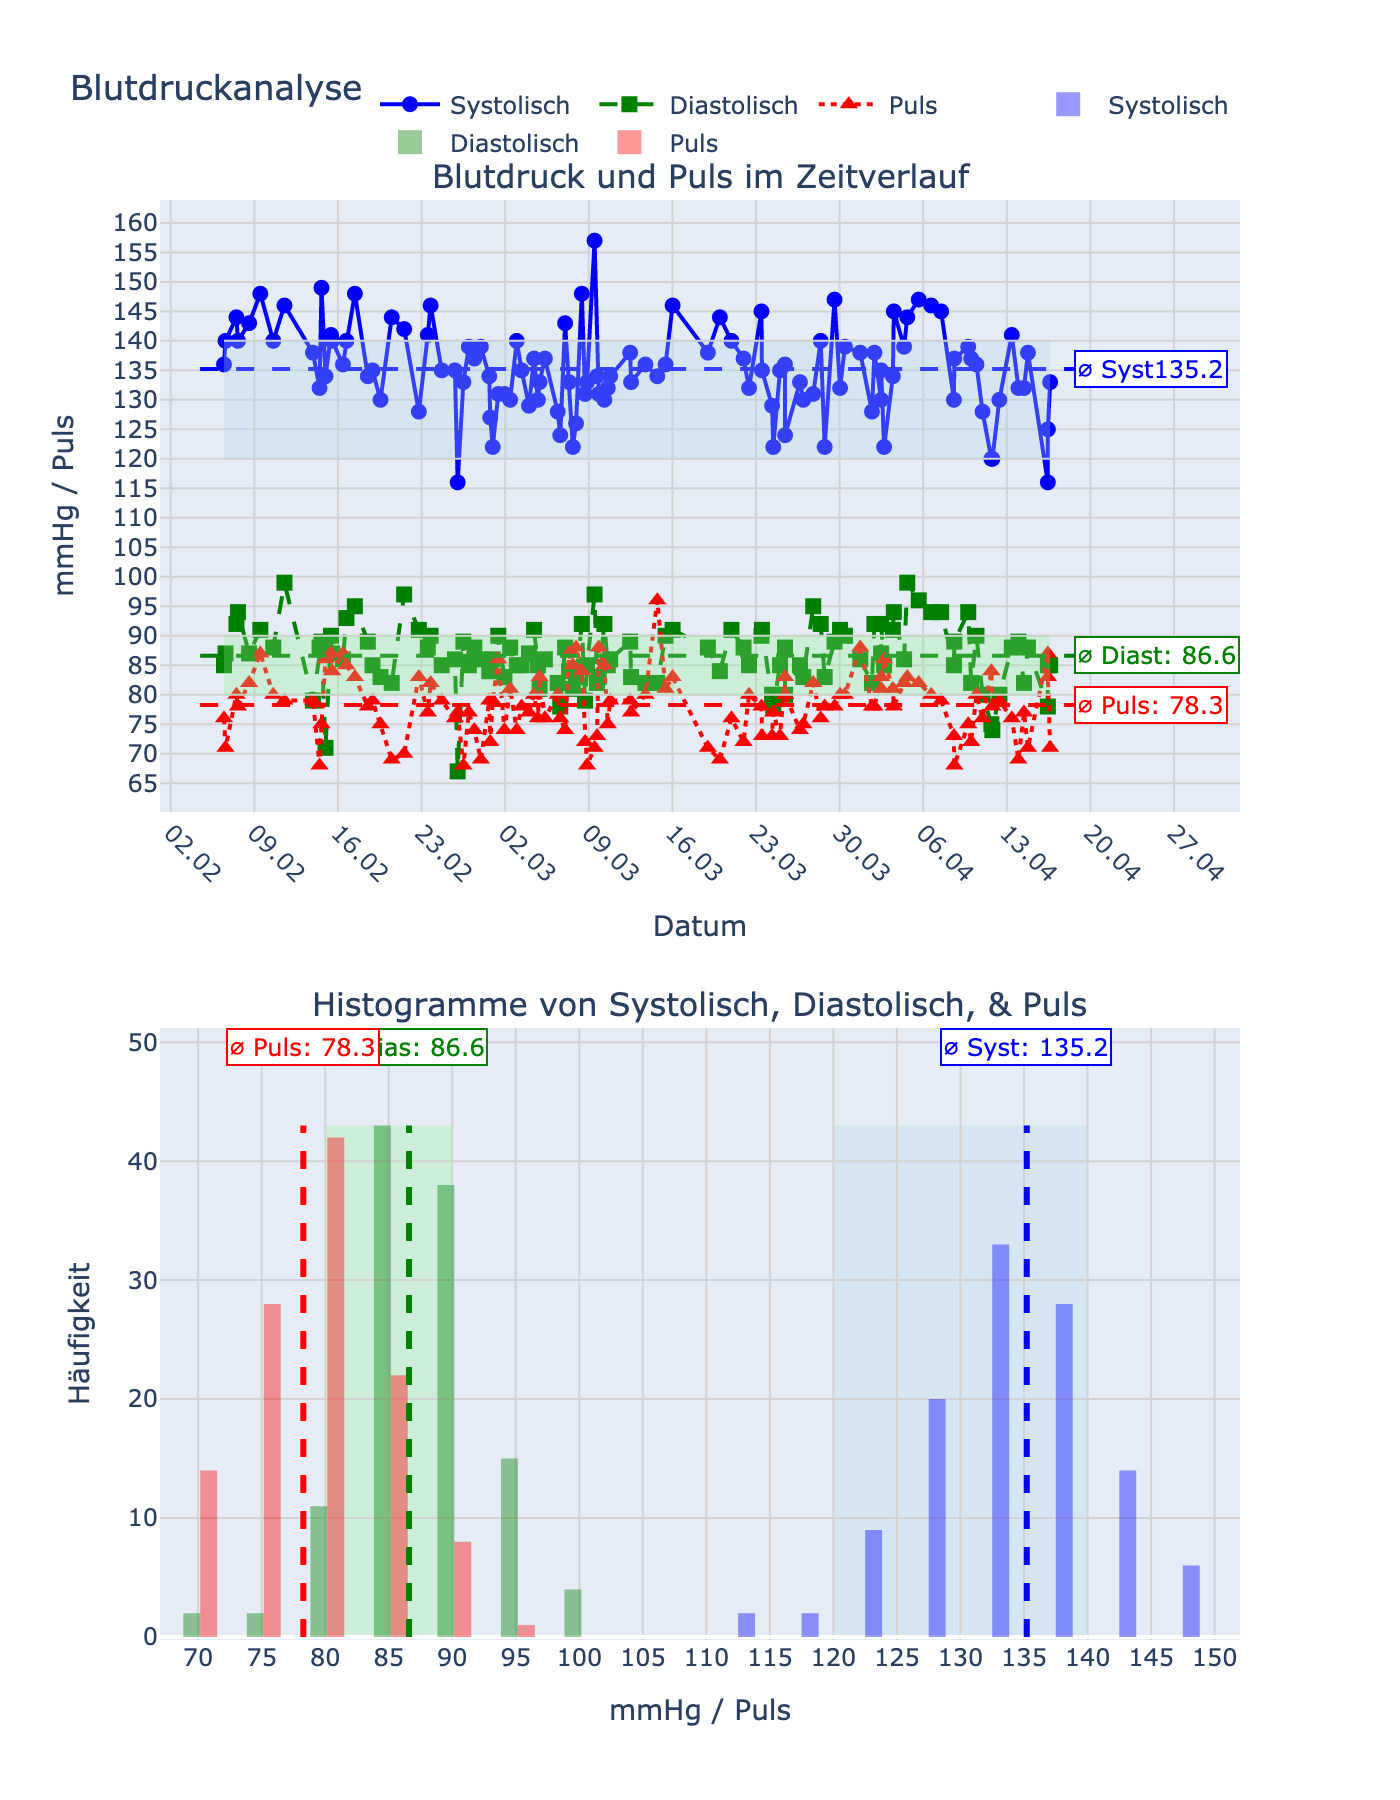 Blutdruckanalyse
Systolisch Diastolisch Puls Systolisch
Diastolisch Puls
Blutdruck und Puls im Zeitverlauf
160
155
150
145
140
135
130
125
120
115
110
105
100
95
90
85
80
75
70
65
mmHg / Puls
⌀ Syst135.2
⌀ Diast: 86.6
⌀ Puls: 78.3
02.02 09.02 16.02 23.02 02.03 09.03 16.03 23.03 30.03 06.04 13.04 20.04 27.04
Datum
Histogramme von Systolisch, Diastolisch, & Puls
⌀ Puls: 78.3 ias: 86.6 ⌀ Syst: 135.2
50
40
30
20
10
0
Häufigkeit
70 75 80 85 90 95 100 105 110 115 120 125 130 135 140 145 150
mmHg / Puls